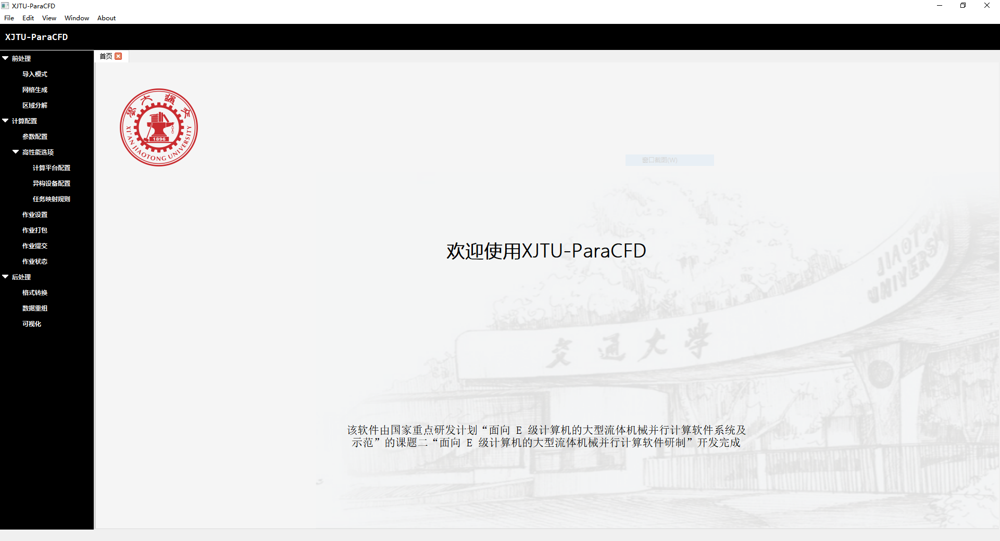 XJTU-ParaCFD
File Edit View Window About
XJTU-ParaCFD
首页
前处理
导入模式
网格生成
区域分解
计算配置
参数配置
高性能选项
计算平台配置
异构设备配置
任务映射规则
作业设置
作业打包
作业提交
作业状态
后处理
格式转换
数据重组
可视化
1896
XI'AN JIAOTONG UNIVERSITY
窗口截图(W)
欢迎使用XJTU-ParaCFD
JIAOTO
UNIVERS
交通大學
该软件由国家重点研发计划“面向 E 级计算机的大型流体机械并行计算软件系统及
示范”的课题二“面向 E 级计算机的大型流体机械并行计算软件研制”开发完成